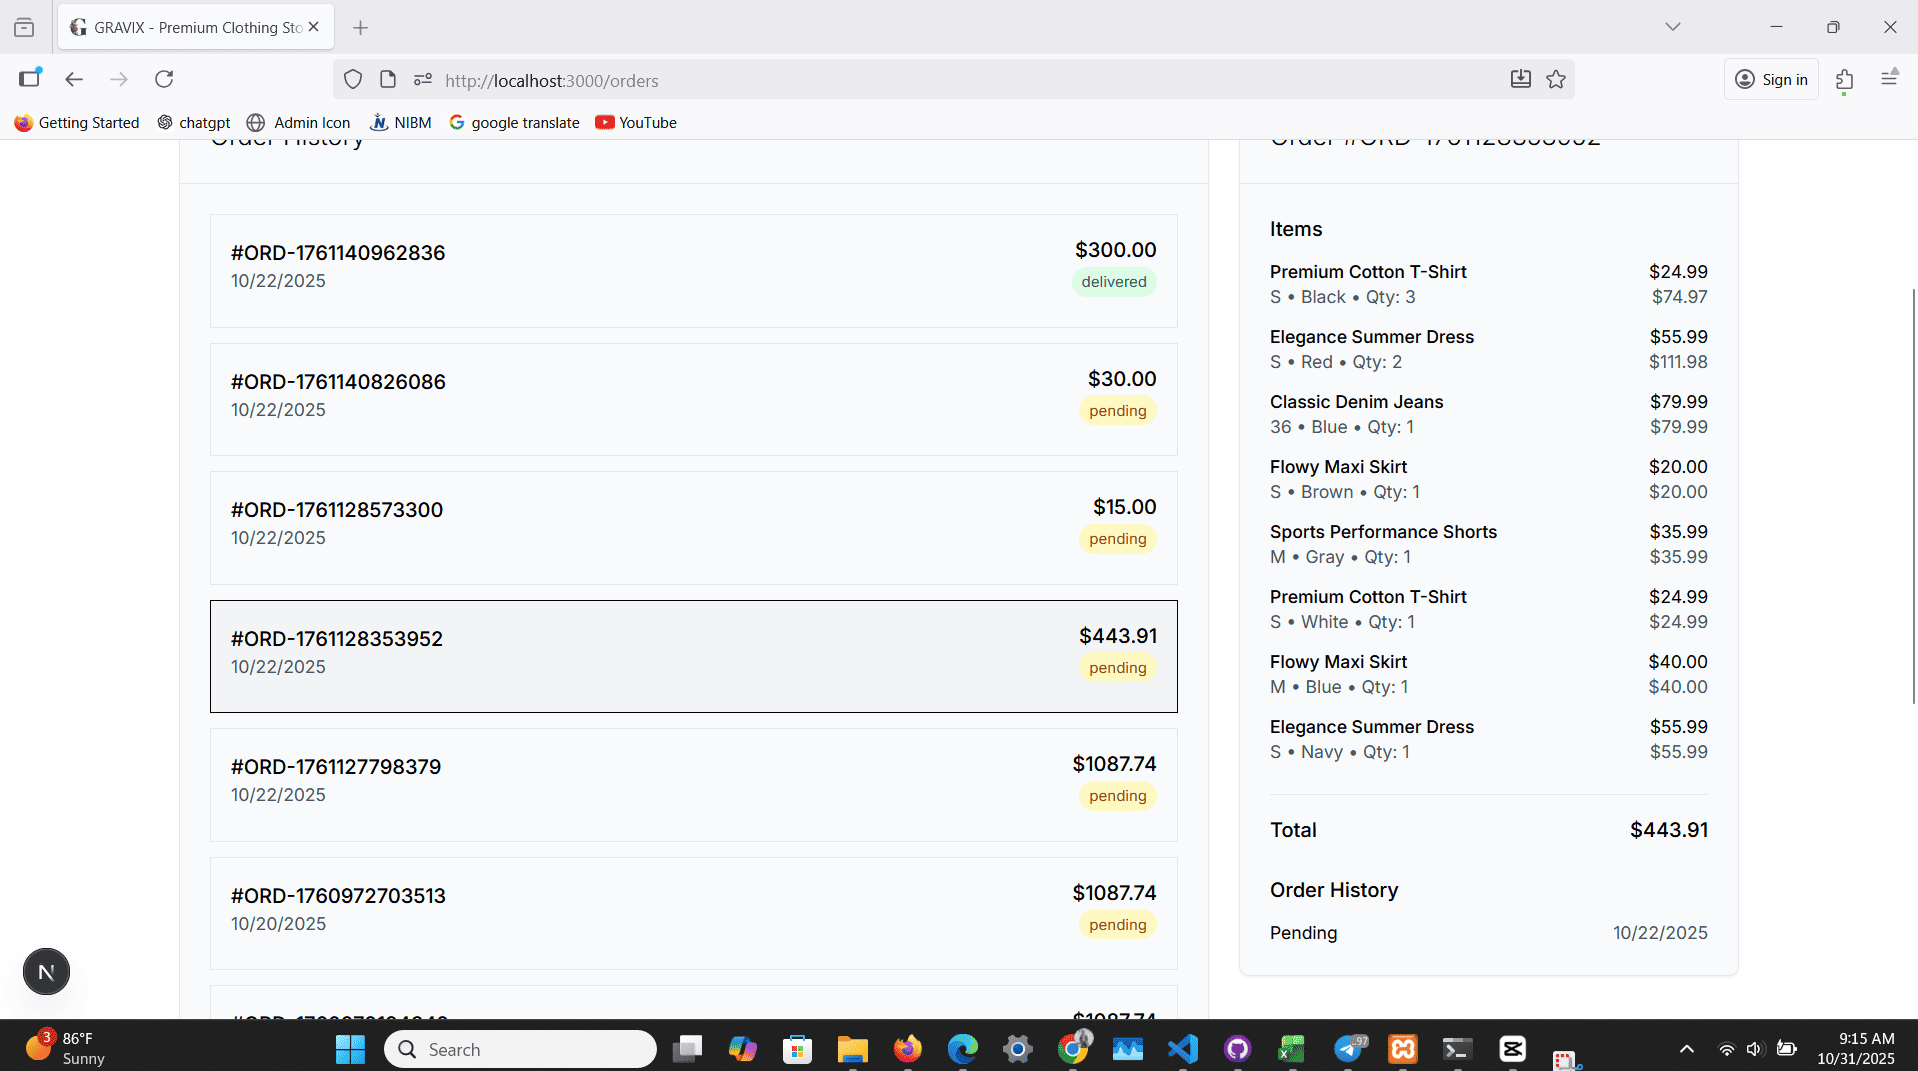 GRAVIX - Premium Clothing Sto
http://localhost:3000/orders
Sign in
Getting Started
chatgpt
Admin Icon
NIBM
google translate
YouTube
Order History
#ORD-1761140962836
$300.00
10/22/2025
delivered
#ORD-1761140826086
$30.00
10/22/2025
pending
#ORD-1761128573300
$15.00
10/22/2025
pending
#ORD-1761128353952
$443.91
10/22/2025
pending
#ORD-1761127798379
$1087.74
10/22/2025
pending
#ORD-1760972703513
$1087.74
10/20/2025
pending
$1087.74
Order #ORD-1761128353952
Items
Premium Cotton T-Shirt
$24.99
S • Black • Qty: 3
$74.97
Elegance Summer Dress
$55.99
S • Red • Qty: 2
$111.98
Classic Denim Jeans
$79.99
36 • Blue • Qty: 1
$79.99
Flowy Maxi Skirt
$20.00
S • Brown • Qty: 1
$20.00
Sports Performance Shorts
$35.99
M • Gray • Qty: 1
$35.99
Premium Cotton T-Shirt
$24.99
S • White • Qty: 1
$24.99
Flowy Maxi Skirt
$40.00
M • Blue • Qty: 1
$40.00
Elegance Summer Dress
$55.99
S • Navy • Qty: 1
$55.99
Total
$443.91
Order History
Pending
10/22/2025
N
3
86°F
Sunny
Search
97
9:15 AM
10/31/2025